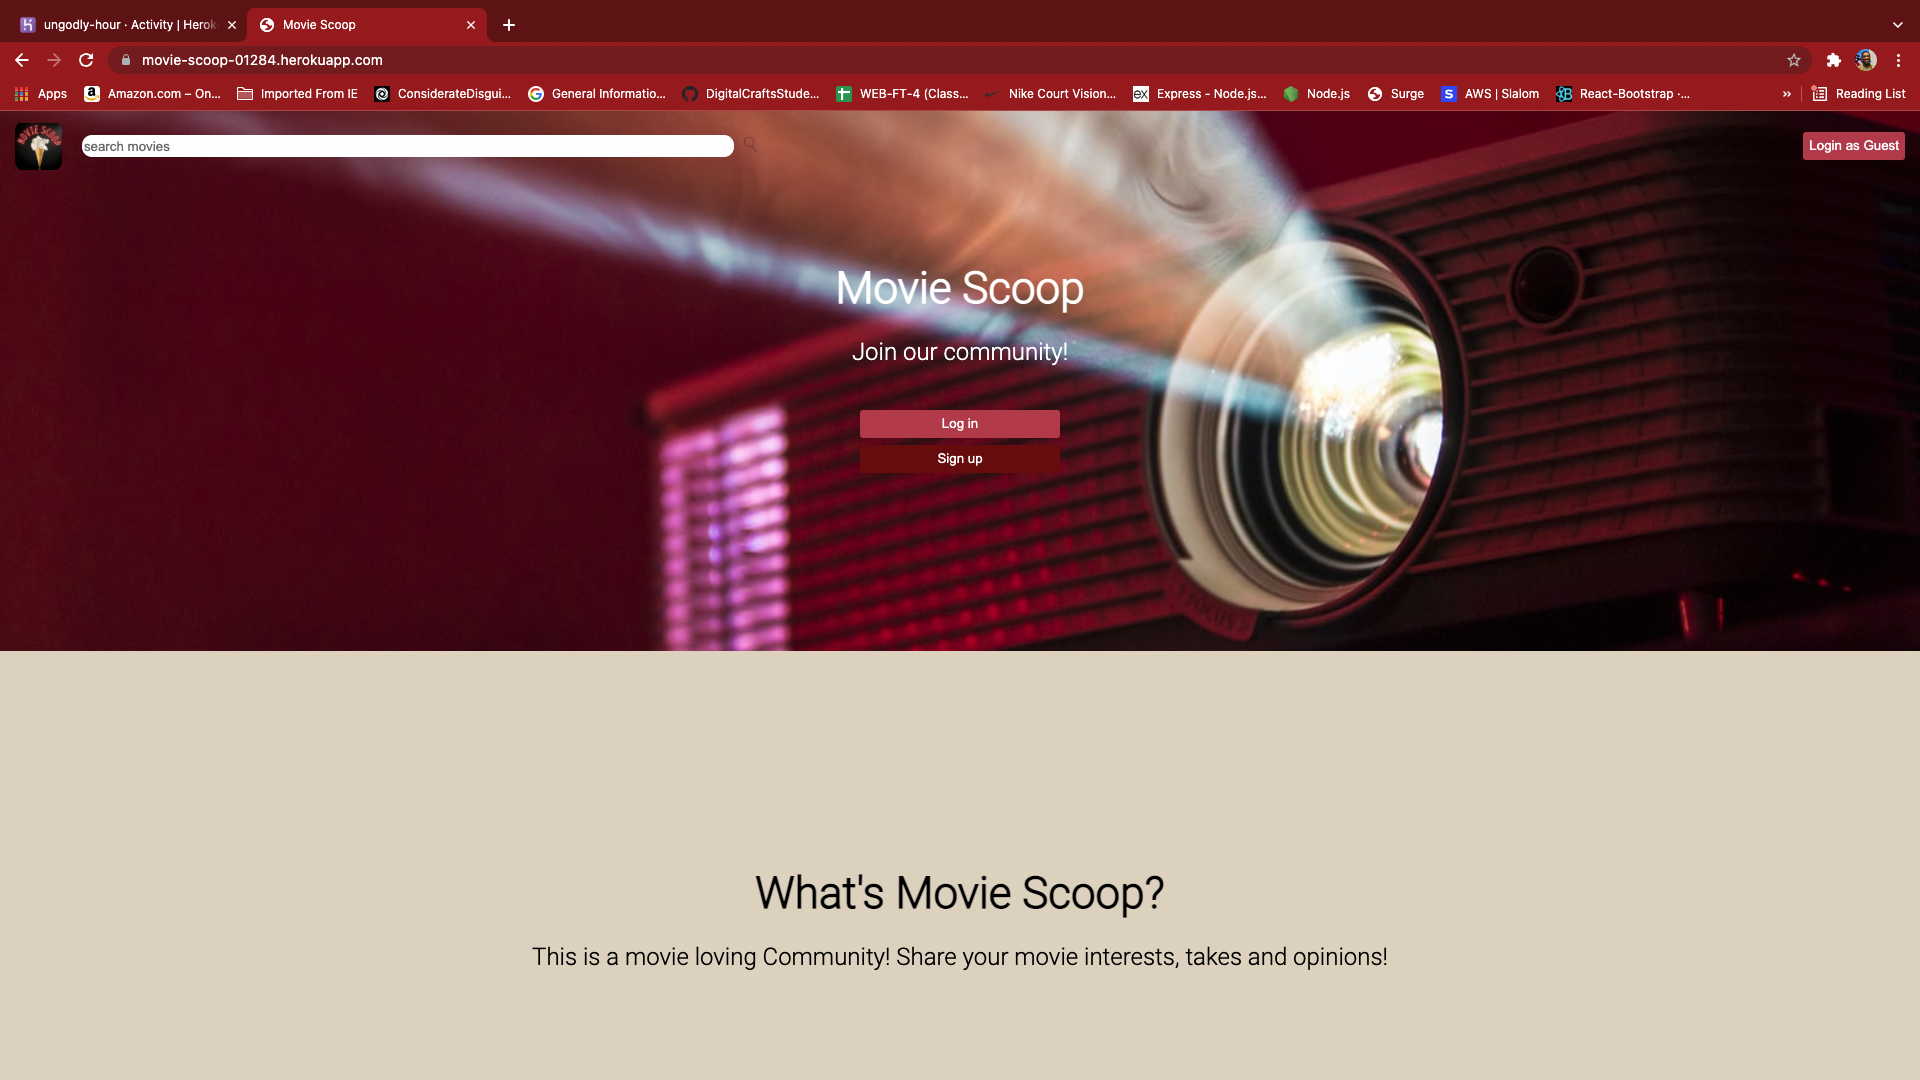 ungodly-hour · Activity | Herok
Movie Scoop
movie-scoop-01284.herokuapp.com
Apps
Amazon.com – On...
Imported From IE
ConsiderateDisgui...
General Informatio...
DigitalCraftsStude...
WEB-FT-4 (Class...
Nike Court Vision...
ex
Express - Node.js...
Node.js
Surge
S
AWS | Slalom
React-Bootstrap ·...
»
Reading List
MOVIE SCOOP
search movies
Login as Guest
Movie Scoop
Join our community!
Log in
Sign up
FOCUS
What's Movie Scoop?
This is a movie loving Community! Share your movie interests, takes and opinions!